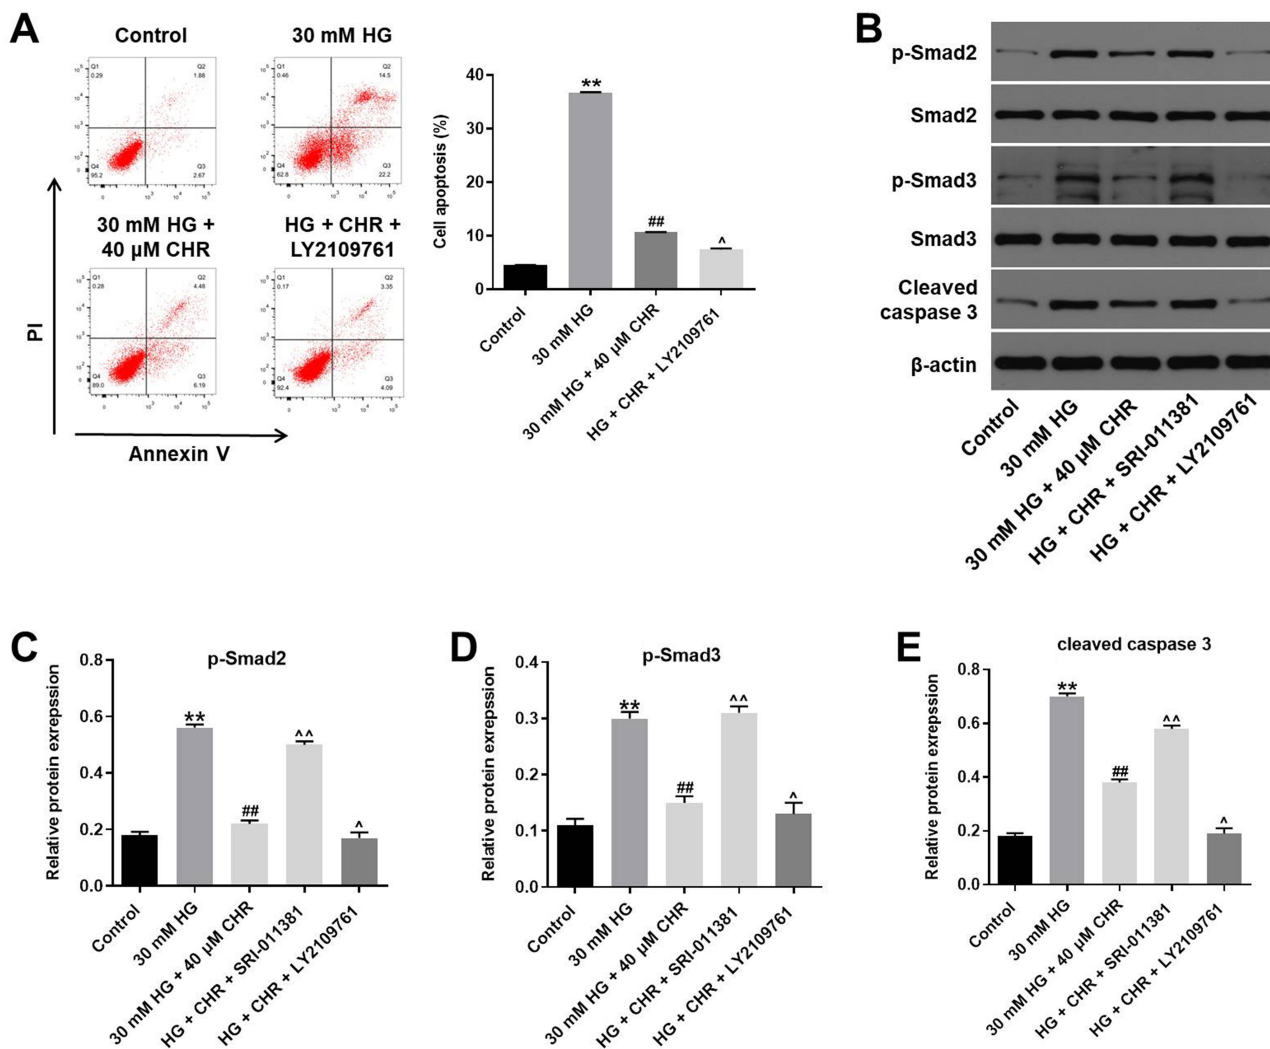 A
Control
30 mM HG
Q1
0.29
Q2
1.88
Q4
95.2
Q3
2.67
Q1
0.46
Q2
14.5
Q4
62.8
Q3
22.2
30 mM HG +
40 µM CHR
HG + CHR +
LY2109761
Q1
0.28
Q2
4.48
Q4
89.0
Q3
6.19
Q1
0.17
Q2
3.35
Q4
92.4
Q3
4.09
PI
Annexin V
Cell apoptosis (%)
40
30
20
10
0
**
##
^
Control
30 mM HG
30 mM HG + 40 µM CHR
HG + CHR + LY2109761
B
p-Smad2
Smad2
p-Smad3
Smad3
Cleaved
caspase 3
β-actin
Control
30 mM HG
30 mM HG + 40 µM CHR
HG + CHR + SRI-011381
HG + CHR + LY2109761
C
p-Smad2
Relative protein exrepssion
0.8
0.6
0.4
0.2
0.0
**
##
^^
^
Control
30 mM HG
30 mM HG + 40 µM CHR
HG + CHR + SRI-011381
HG + CHR + LY2109761
D
p-Smad3
Relative protein exrepssion
0.4
0.3
0.2
0.1
0.0
**
##
^^
^
Control
30 mM HG
30 mM HG + 40 µM CHR
HG + CHR + SRI-011381
HG + CHR + LY2109761
E
cleaved caspase 3
Relative protein exrepssion
0.8
0.6
0.4
0.2
0.0
**
##
^^
^
Control
30 mM HG
30 mM HG + 40 µM CHR
HG + CHR + SRI-011381
HG + CHR + LY2109761